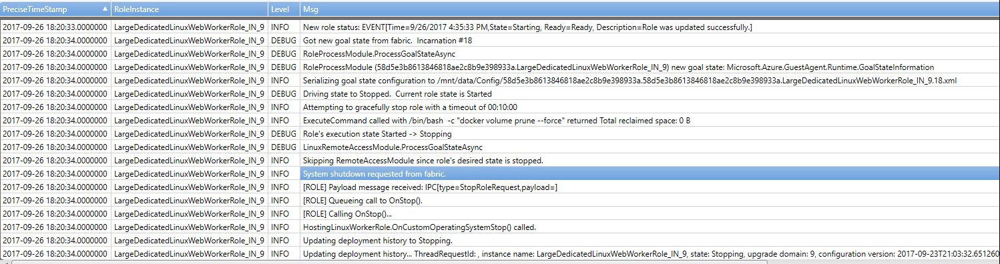 PreciseTimeStamp RoleInstance Level Msg
2017-09-26 18:20:33.0000000 LargeDedicatedLinuxWebWorkerRole_IN_9 INFO New role status: EVENT[Time=9/26/2017 4:35:33 PM,State=Starting, Ready=Ready, Description=Role was updated successfully.]
2017-09-26 18:20:34.0000000 LargeDedicatedLinuxWebWorkerRole_IN_9 DEBUG Got new goal state from fabric. Incarnation #18
2017-09-26 18:20:34.0000000 LargeDedicatedLinuxWebWorkerRole_IN_9 DEBUG RoleProcessModule.ProcessGoalStateAsync
2017-09-26 18:20:34.0000000 LargeDedicatedLinuxWebWorkerRole_IN_9 DEBUG RoleProcessModule (58d5e3b8613846818ae2c8b9e398933a.LargeDedicatedLinuxWebWorkerRole_IN_9) new goal state: Microsoft.Azure.GuestAgent.Runtime.GoalStateInformation
2017-09-26 18:20:34.0000000 LargeDedicatedLinuxWebWorkerRole_IN_9 INFO Serializing goal state configuration to /mnt/data/Config/58d5e3b8613846818ae2c8b9e398933a.58d5e3b8613846818ae2c8b9e398933a.LargeDedicatedLinuxWebWorkerRole_IN_9.18.xml
2017-09-26 18:20:34.0000000 LargeDedicatedLinuxWebWorkerRole_IN_9 DEBUG Driving state to Stopped. Current role state is Started
2017-09-26 18:20:34.0000000 LargeDedicatedLinuxWebWorkerRole_IN_9 INFO Attempting to gracefully stop role with a timeout of 00:10:00
2017-09-26 18:20:34.0000000 LargeDedicatedLinuxWebWorkerRole_IN_9 INFO ExecuteCommand called with /bin/bash -c "docker volume prune --force" returned Total reclaimed space: 0 B
2017-09-26 18:20:34.0000000 LargeDedicatedLinuxWebWorkerRole_IN_9 DEBUG Role's execution state Started -> Stopping
2017-09-26 18:20:34.0000000 LargeDedicatedLinuxWebWorkerRole_IN_9 DEBUG LinuxRemoteAccessModule.ProcessGoalStateAsync
2017-09-26 18:20:34.0000000 LargeDedicatedLinuxWebWorkerRole_IN_9 INFO Skipping RemoteAccessModule since role's desired state is stopped.
2017-09-26 18:20:34.0000000 LargeDedicatedLinuxWebWorkerRole_IN_9 INFO System shutdown requested from fabric.
2017-09-26 18:20:34.0000000 LargeDedicatedLinuxWebWorkerRole_IN_9 INFO [ROLE] Payload message received: IPC[type=StopRoleRequest,payload=]
2017-09-26 18:20:34.0000000 LargeDedicatedLinuxWebWorkerRole_IN_9 INFO [ROLE] Queueing call to OnStop().
2017-09-26 18:20:34.0000000 LargeDedicatedLinuxWebWorkerRole_IN_9 INFO [ROLE] Calling OnStop()...
2017-09-26 18:20:34.0000000 LargeDedicatedLinuxWebWorkerRole_IN_9 INFO HostingLinuxWorkerRole.OnCustomOperatingSystemStop() called.
2017-09-26 18:20:34.0000000 LargeDedicatedLinuxWebWorkerRole_IN_9 INFO Updating deployment history to Stopping.
2017-09-26 18:20:34.0000000 LargeDedicatedLinuxWebWorkerRole_IN_9 INFO Updating deployment history... ThreadRequestId: , instance name: LargeDedicatedLinuxWebWorkerRole_IN_9, state: Stopping, upgrade domain: 9, configuration version: 2017-09-23T21:03:32.651260